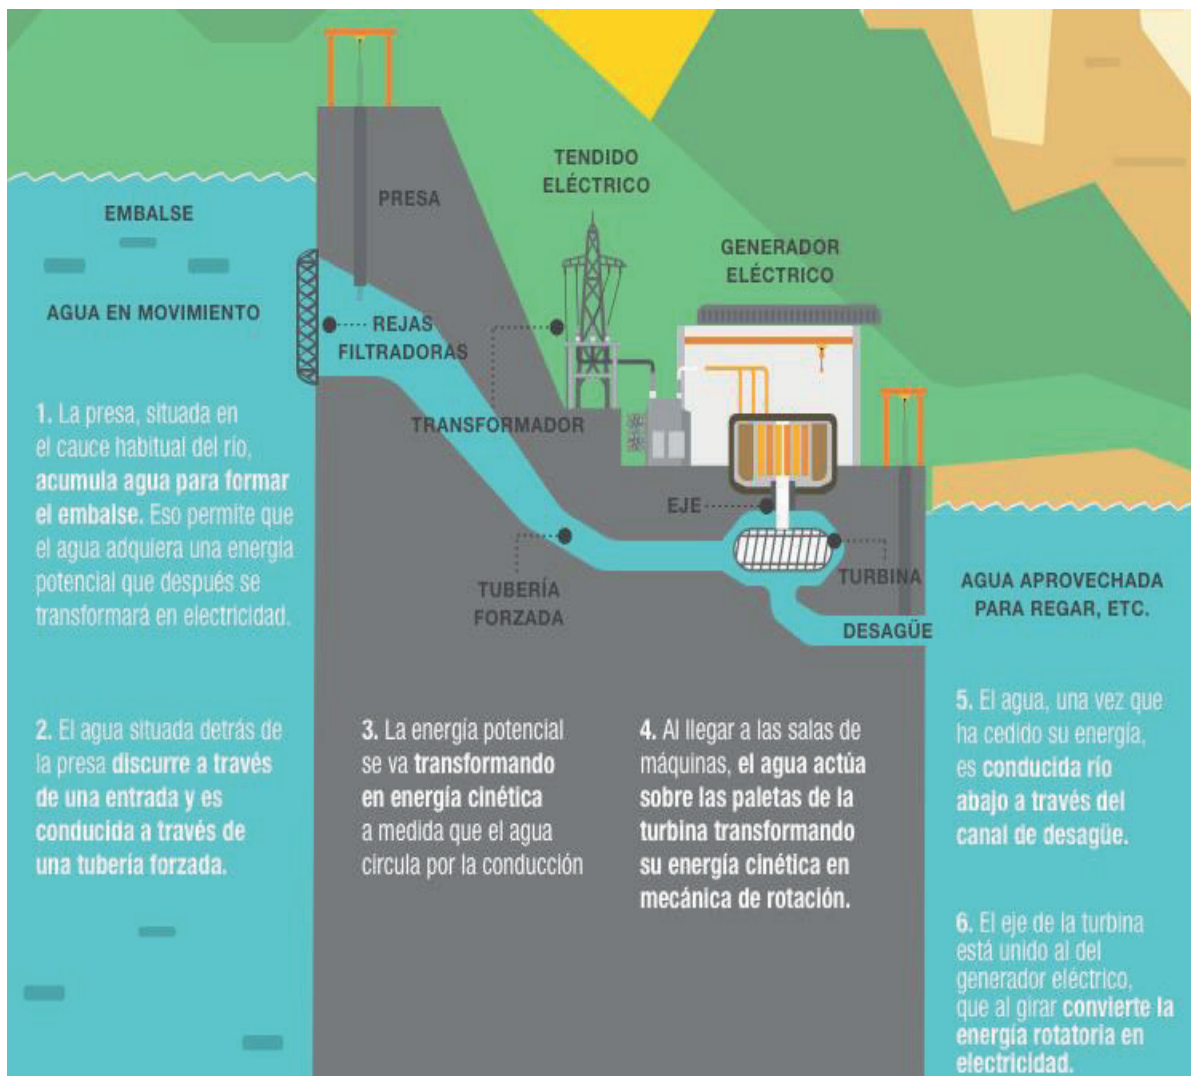 TENDIDO
ELÉCTRICO
PRESA
EMBALSE
GENERADOR
ELÉCTRICO
AGUA EN MOVIMIENTO
REJAS
FILTRADORAS
TRANSFORMADOR
EJE
TURBINA
TUBERÍA
FORZADA
DESAGÜE
AGUA APROVECHADA
PARA REGAR, ETC.
1. La presa, situada en
el cauce habitual del río,
acumula agua para formar
el embalse. Eso permite que
el agua adquiera una energía
potencial que después se
transformará en electricidad.
2. El agua situada detrás de
la presa discurre a través
de una entrada y es
conducida a través de
una tubería forzada.
3. La energía potencial
se va transformando
en energía cinética
a medida que el agua
circula por la conducción
4. Al llegar a las salas de
máquinas, el agua actúa
sobre las paletas de la
turbina transformando
su energía cinética en
mecánica de rotación.
5. El agua, una vez que
ha cedido su energía,
es conducida río
abajo a través del
canal de desagüe.
6. El eje de la turbina
está unido al del
generador eléctrico,
que al girar convierte la
energía rotatoria en
electricidad.